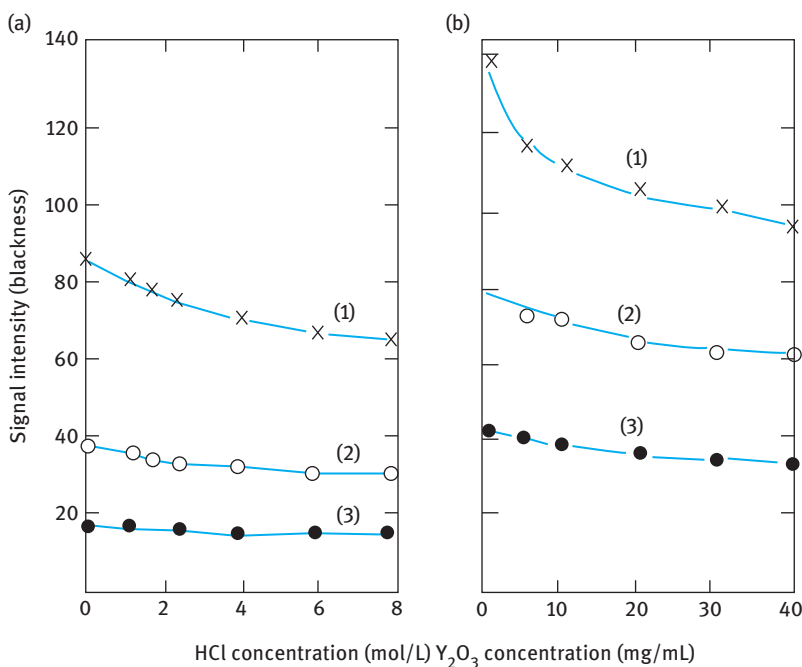 (a)
(b)
Signal intensity (blackness)
140
120
100
80
60
40
20
(1)
(2)
(3)
0 2 4 6 8
(1)
(2)
(3)
0 10 20 30 40
HCl concentration (mol/L) Y₂O₃ concentration (mg/mL)